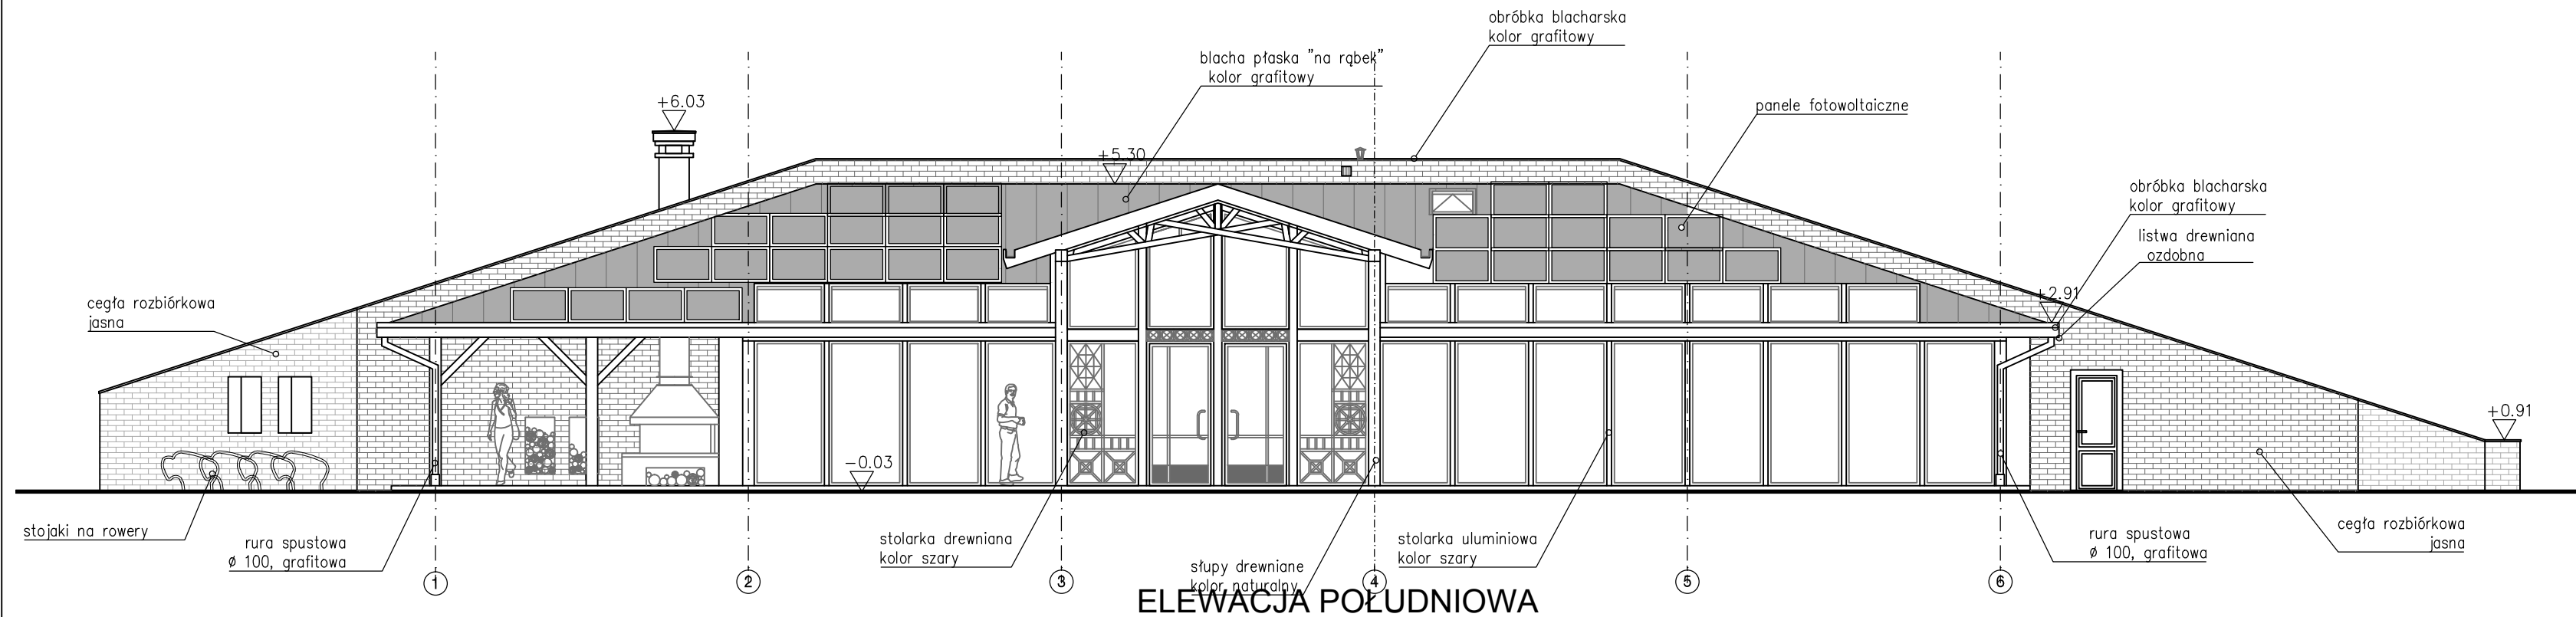 obróbka blacharska
kolor grafitowy
blacha płaska "na rąbek"
kolor grafitowy
+6.03
panele fotowoltaiczne
+5.30
obróbka blacharska
kolor grafitowy
listwa drewniana
ozdobna
+2.91
cegła rozbiórkowa
jasna
+0.91
-0.03
stojaki na rowery
rura spustowa
ø 100, grafitowa
stolarka drewniana
kolor szary
słupy drewniane
kolor naturalny
stolarka uluminiowa
kolor szary
rura spustowa
ø 100, grafitowa
cegła rozbiórkowa
jasna
1
2
3
4
5
6
ELEWACJA POŁUDNIOWA